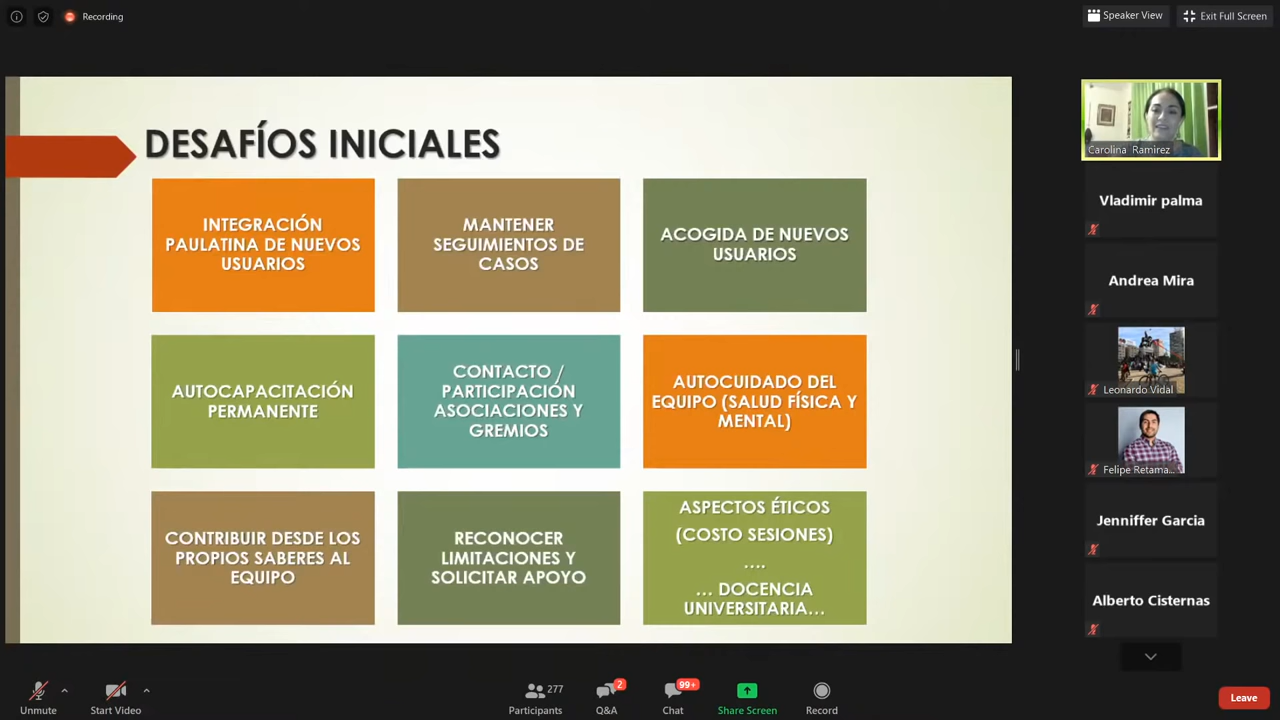 Recording
Speaker View
Exit Full Screen
DESAFÍOS INICIALES
INTEGRACIÓN
PAULATINA DE NUEVOS
USUARIOS
MANTENER
SEGUIMIENTOS DE
CASOS
ACOGIDA DE NUEVOS
USUARIOS
AUTOCAPACITACIÓN
PERMANENTE
CONTACTO /
PARTICIPACIÓN
ASOCIACIONES Y
GREMIOS
AUTOCUIDADO DEL
EQUIPO (SALUD FÍSICA Y
MENTAL)
CONTRIBUIR DESDE LOS
PROPIOS SABERES AL
EQUIPO
RECONOCER
LIMITACIONES Y
SOLICITAR APOYO
ASPECTOS ÉTICOS
(COSTO SESIONES)
....
... DOCENCIA
UNIVERSITARIA...
Carolina Ramirez
Vladimir palma
Andrea Mira
Leonardo Vidal
Felipe Retama...
Jenniffer Garcia
Alberto Cisternas
Unmute
Start Video
277
Participants
2
Q&A
99+
Chat
Share Screen
Record
Leave